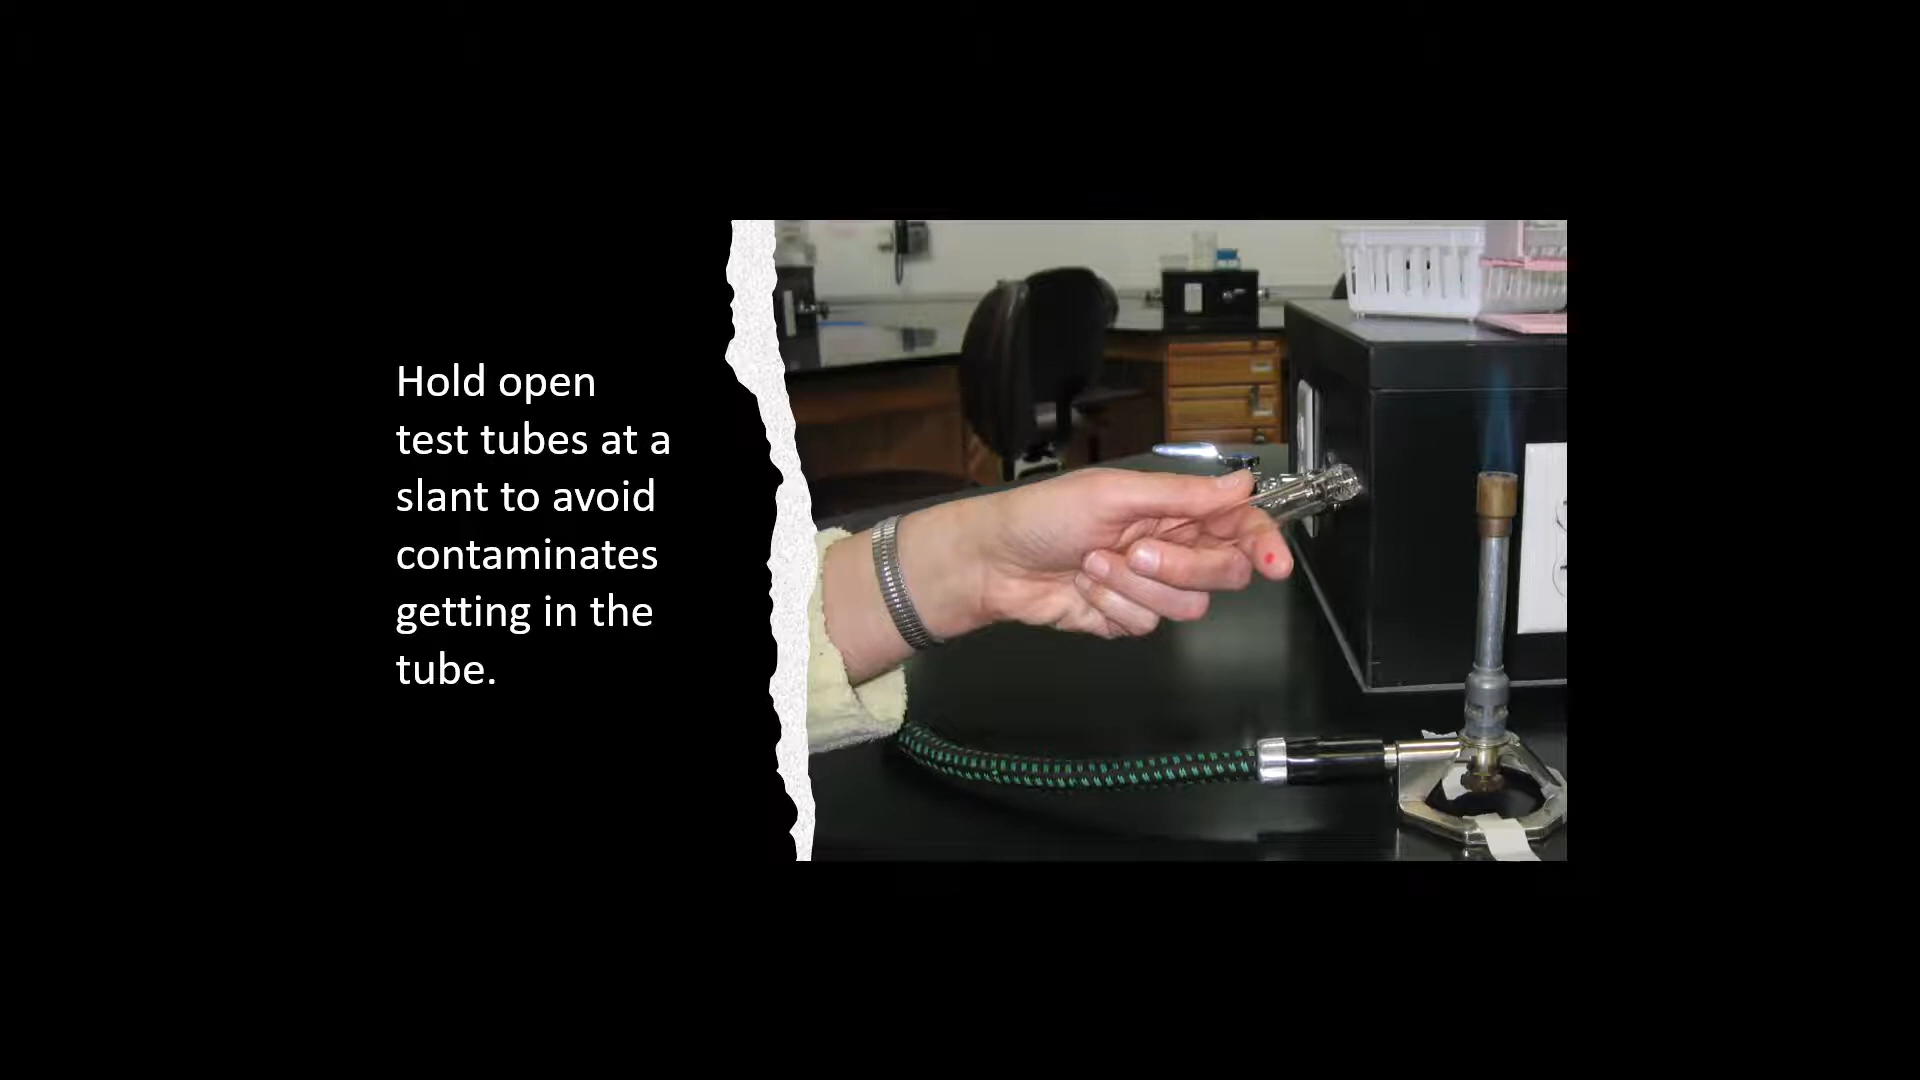 Hold open
test tubes at a
slant to avoid
contaminates
getting in the
tube.